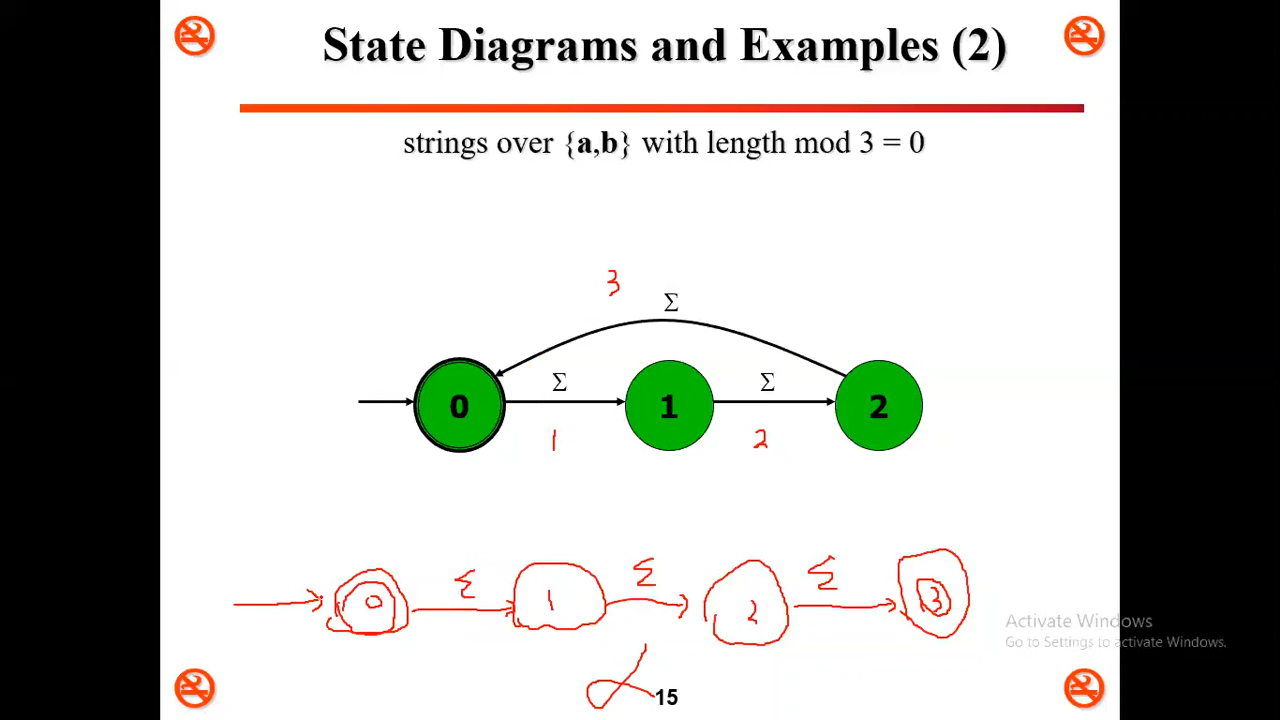 State Diagrams and Examples (2)
strings over {a,b} with length mod 3 = 0
3
Σ
Σ
Σ
0
1
2
1
2
Σ
Σ
Σ
0
1
2
3
Activate Windows
Go to Settings to activate Windows.
15